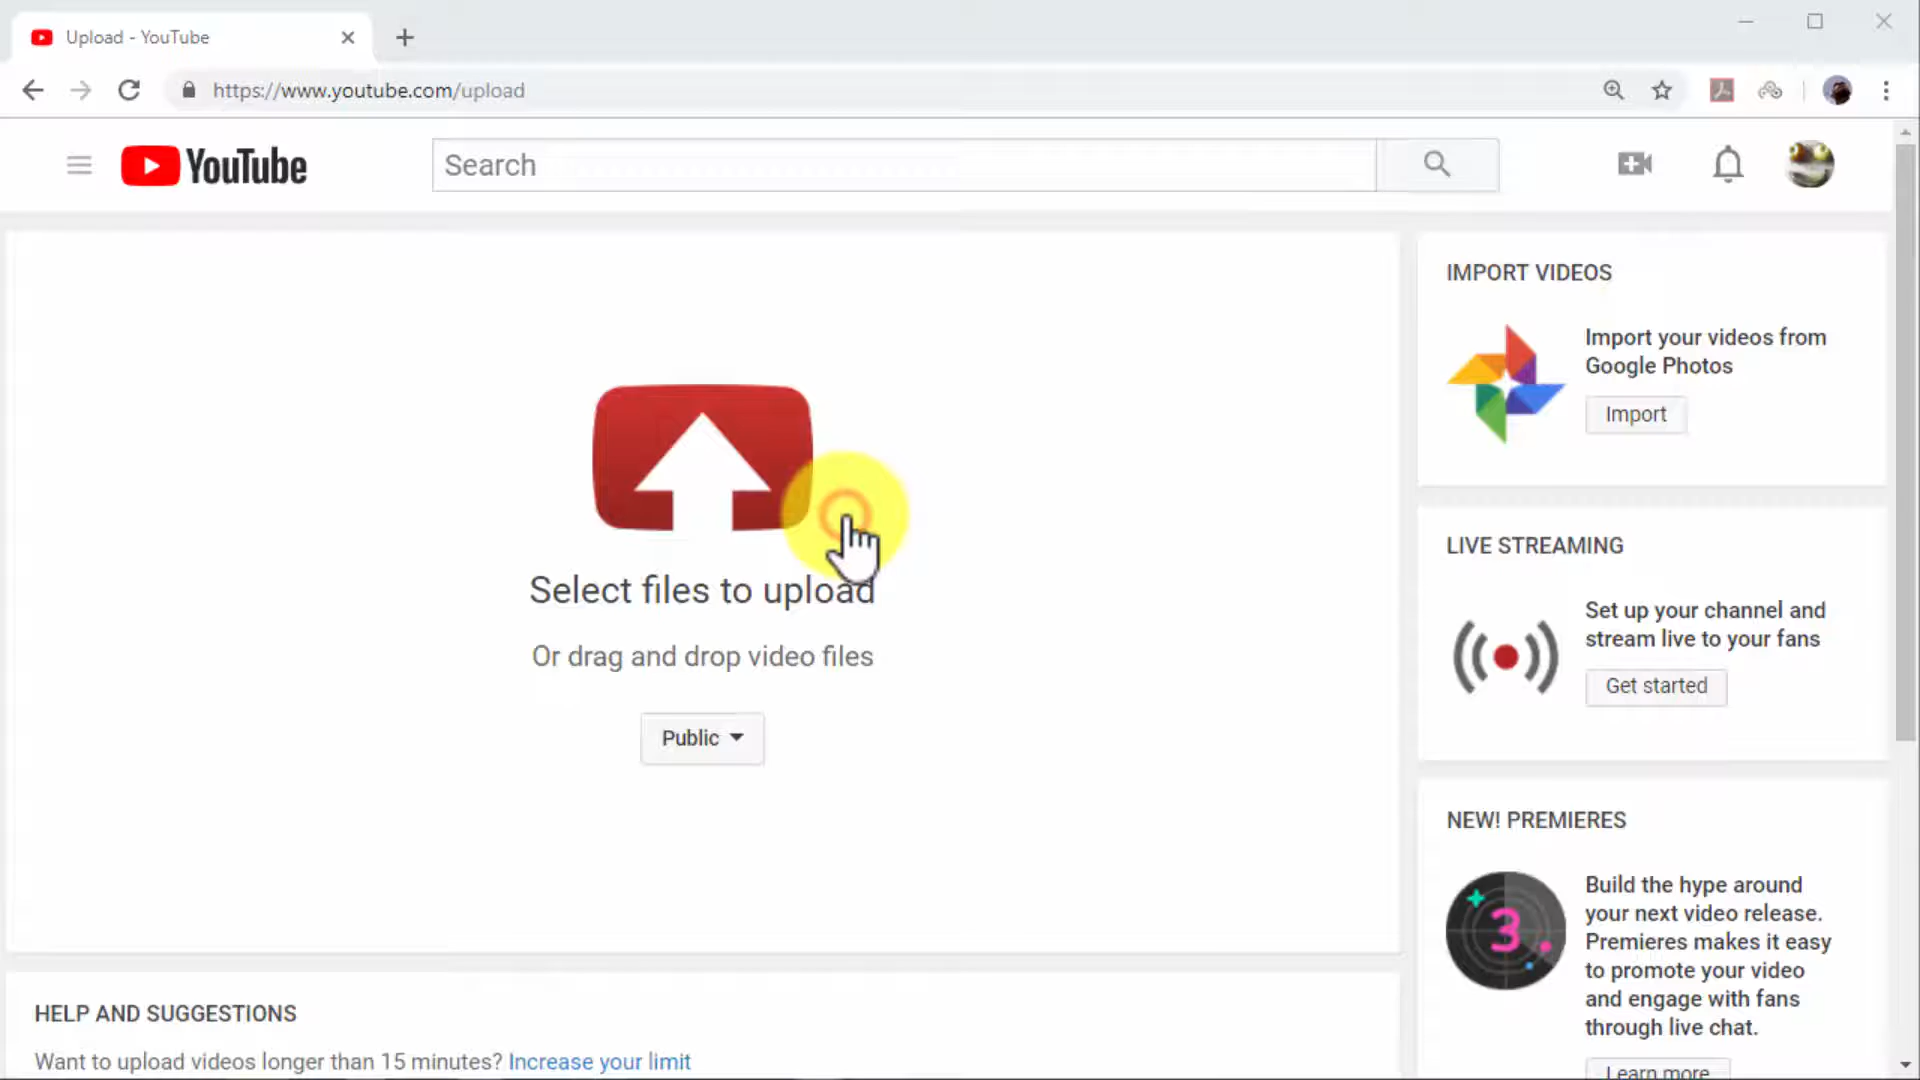 Upload - YouTube
https://www.youtube.com/upload
YouTube
Search
Select files to upload
Or drag and drop video files
Public
HELP AND SUGGESTIONS
Want to upload videos longer than 15 minutes? Increase your limit
IMPORT VIDEOS
Import your videos from
Google Photos
Import
LIVE STREAMING
Set up your channel and
stream live to your fans
Get started
NEW! PREMIERES
3
Build the hype around
your next video release.
Premieres makes it easy
to promote your video
and engage with fans
through live chat.
Learn more